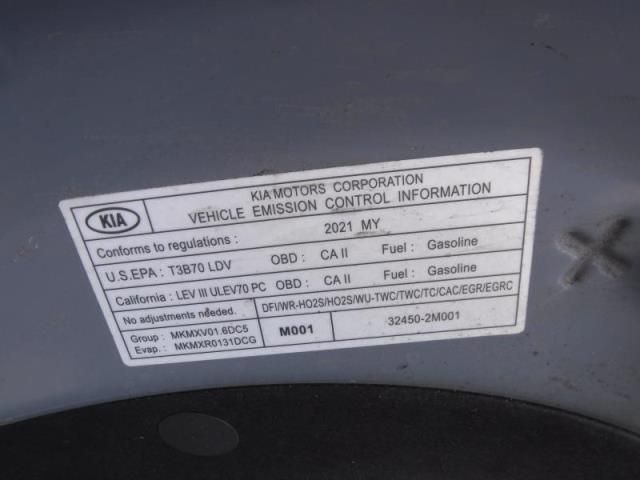 KIA MOTORS CORPORATION
KIA VEHICLE EMISSION CONTROL INFORMATION
Conforms to regulations : 2021 MY
U.S.EPA : T3B70 LDV OBD : CA II Fuel : Gasoline
California : LEV III ULEV70 PC OBD : CA II Fuel : Gasoline
No adjustments needed. DFI/WR-HO2S/HO2S/WU-TWC/TWC/TC/CAC/EGR/EGRC
Group : MKMXV01.6DC5 M001 32450-2M001
Evap. : MKMXR0131DCG